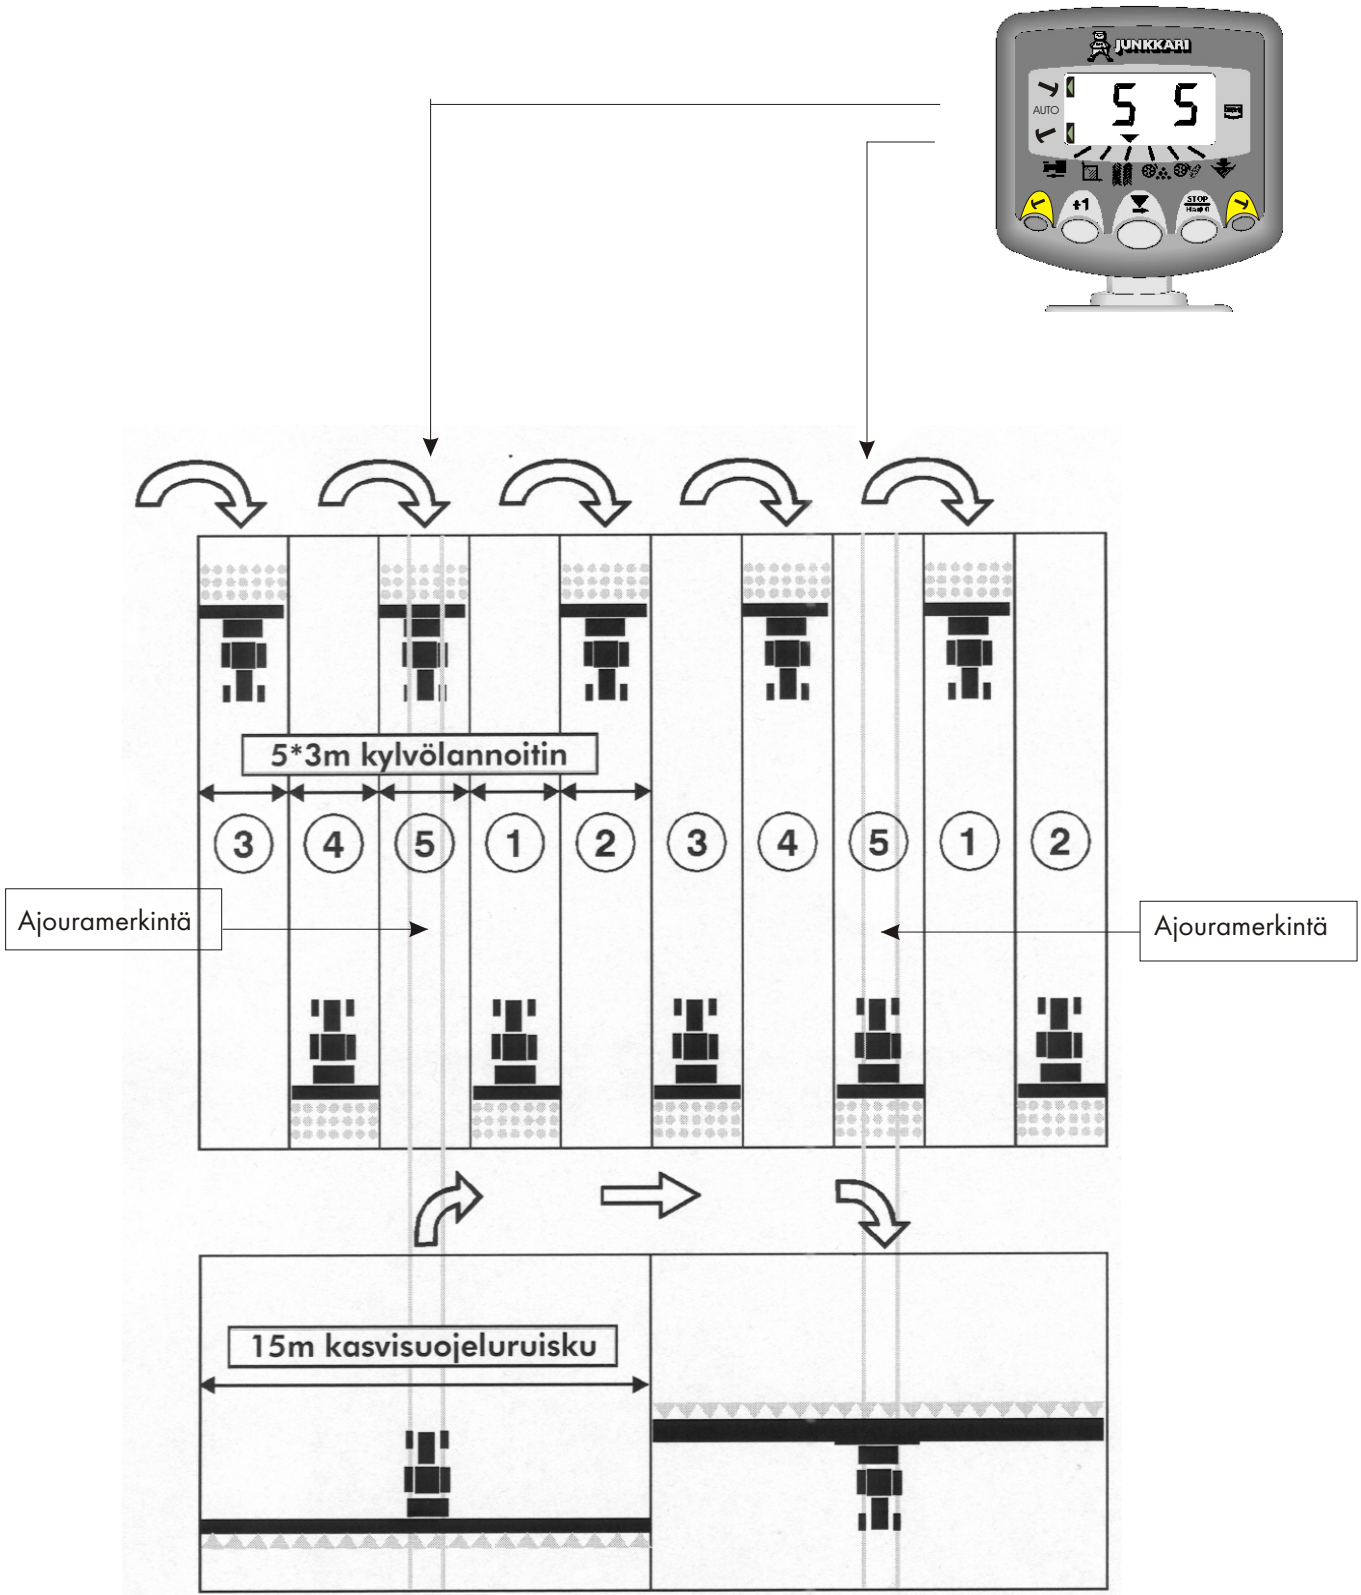 JUNKKARI
AUTO
5 5
+1
STOP
5*3m kylvölannoitin
3 4 5 1 2 3 4 5 1 2
Ajouramerkintä
Ajouramerkintä
15m kasvisuojeluruisku